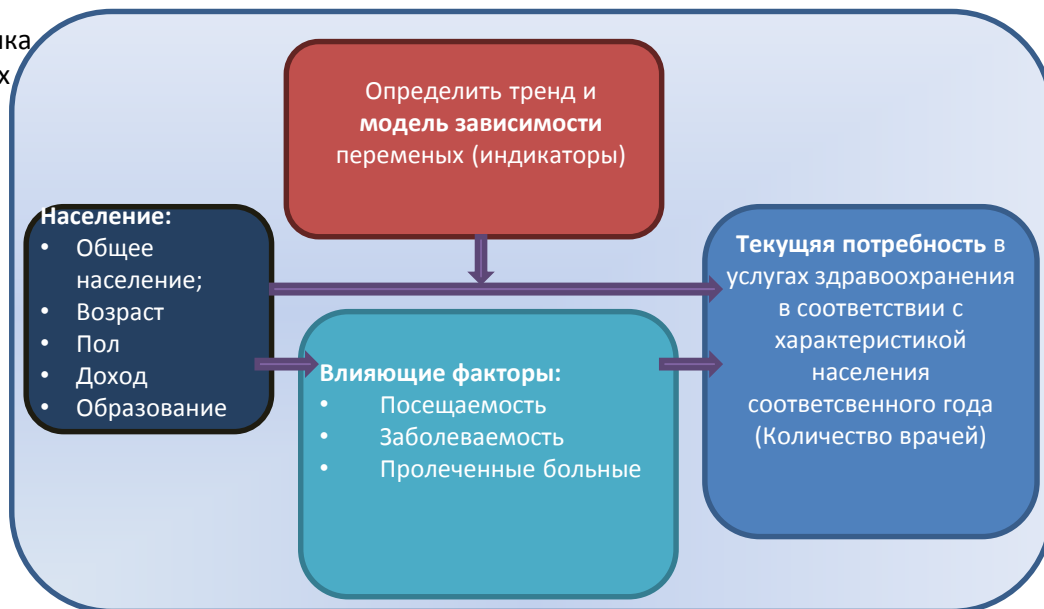 Определить тренд и
модель зависимости
переменых (индикаторы)
Население:
• Общее
население;
• Возраст
• Пол
• Доход
• Образование
Влияющие факторы:
• Посещаемость
• Заболеваемость
• Пролеченные больные
Текущяя потребность в
услугах здравоохранения
в соответствии с
характеристикой
населения
соответсвенного года
(Количество врачей)